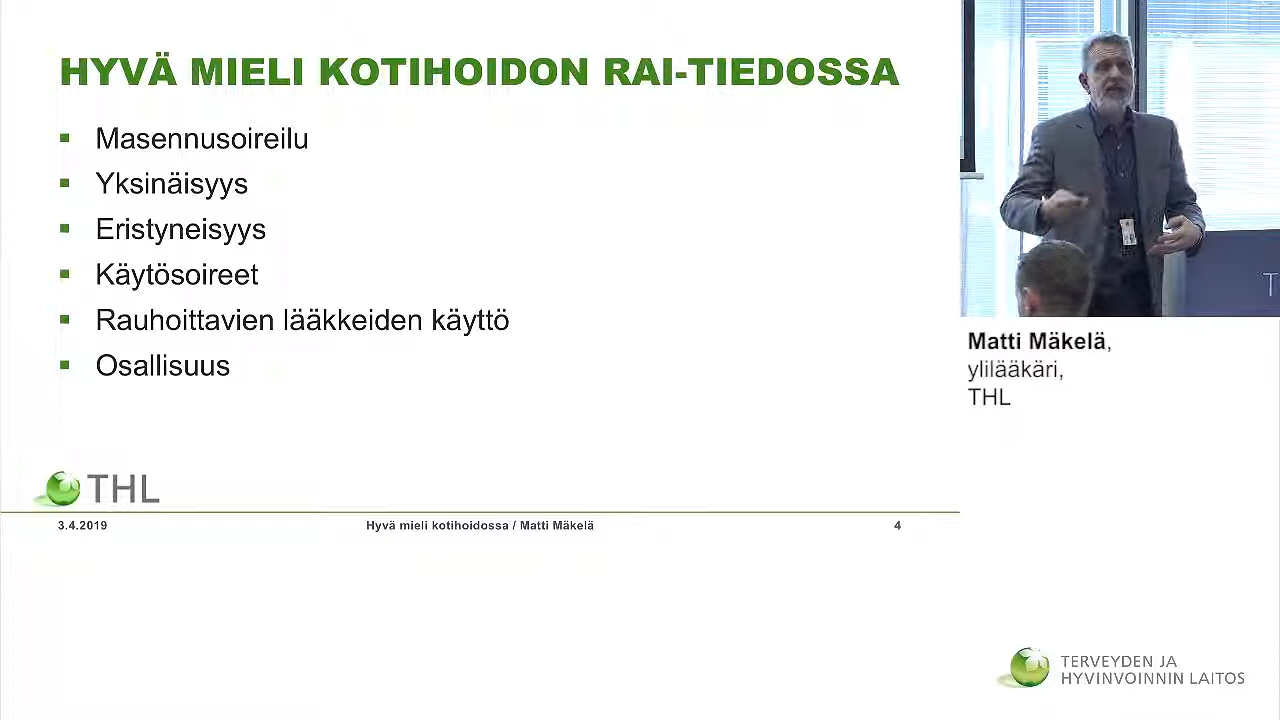 HYVÄ MIELI KOTIHOIDON RAI-TIEDOSSA
Masennusoireilu
Yksinäisyys
Eristyneisyys
Käytösoireet
Rauhoittavien lääkkeiden käyttö
Osallisuus
THL
3.4.2019
Hyvä mieli kotihoidossa / Matti Mäkelä
4
T
Matti Mäkelä,
ylilääkäri,
THL
TERVEYDEN JA
HYVINVOINNIN LAITOS